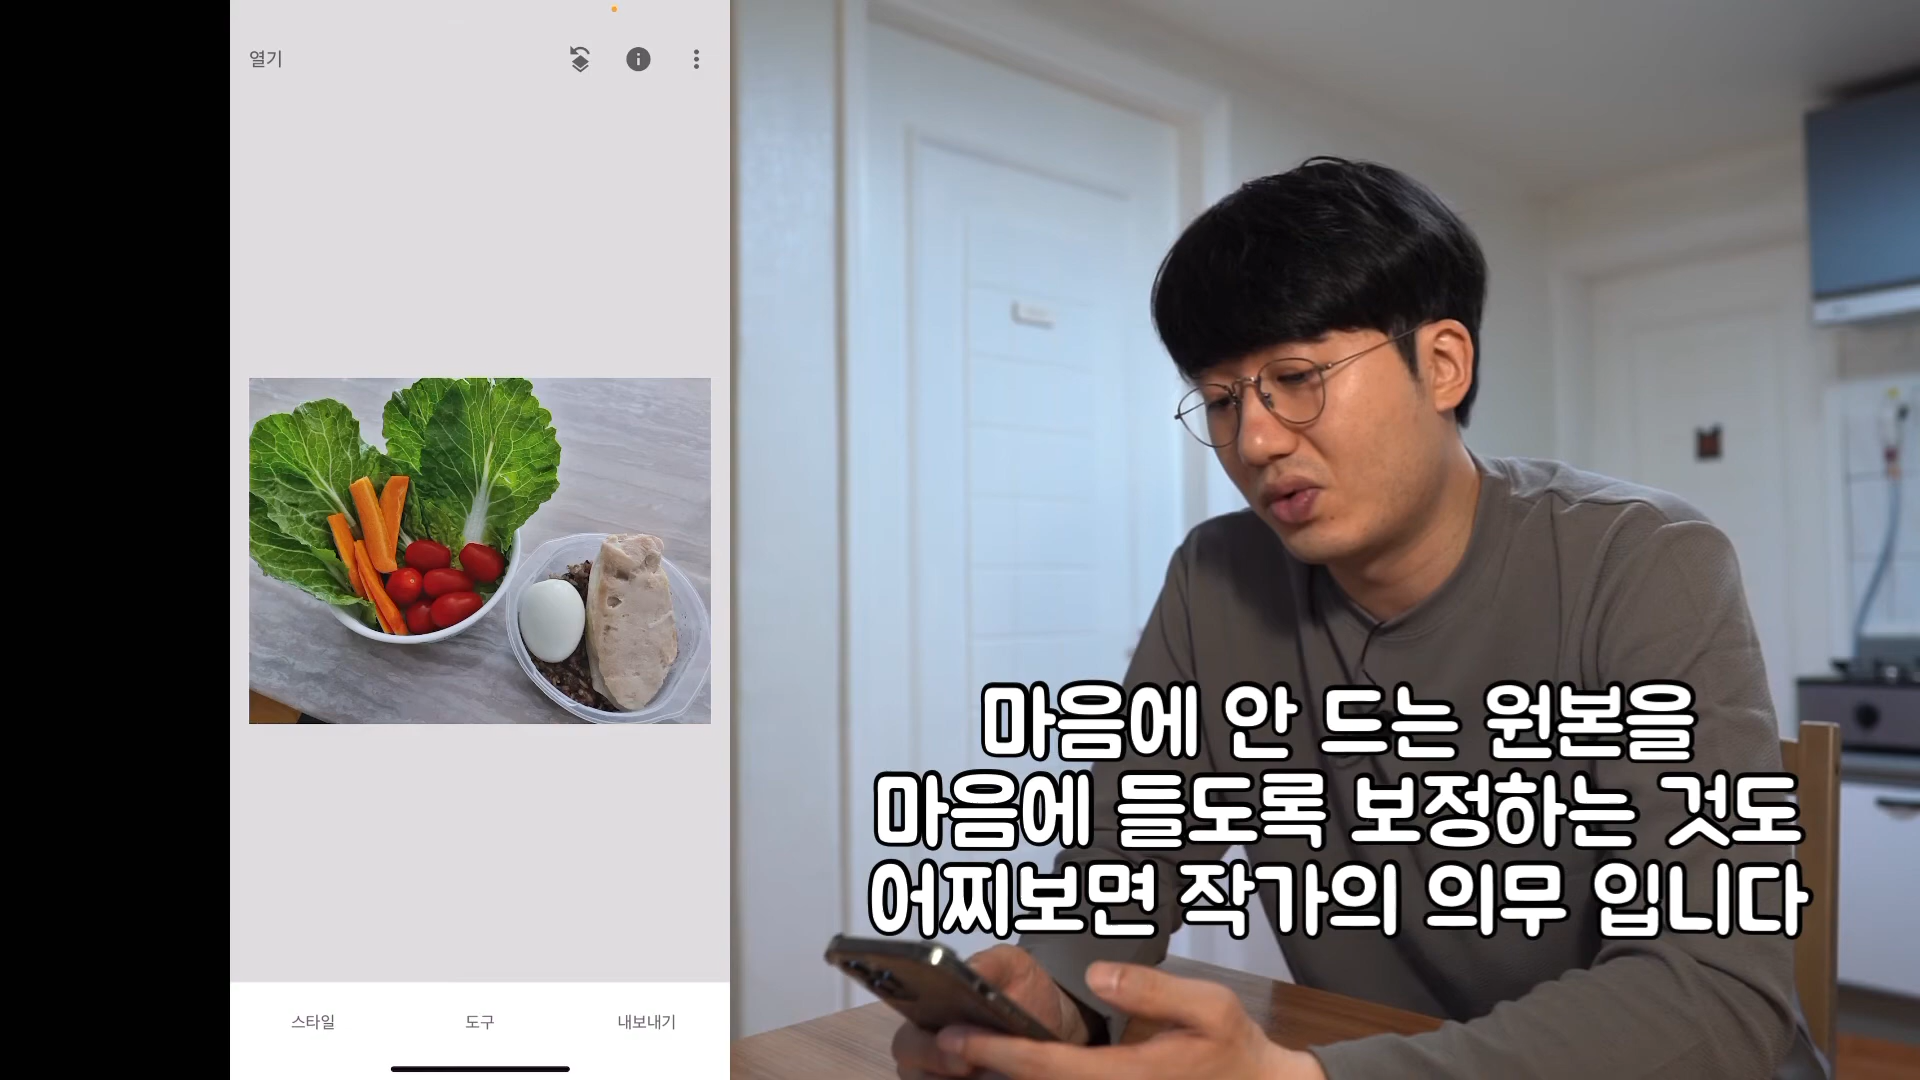 열기
마음에 안 드는 원본을
마음에 들도록 보정하는 것도
어찌보면 작가의 의무 입니다
스타일
도구
내보내기